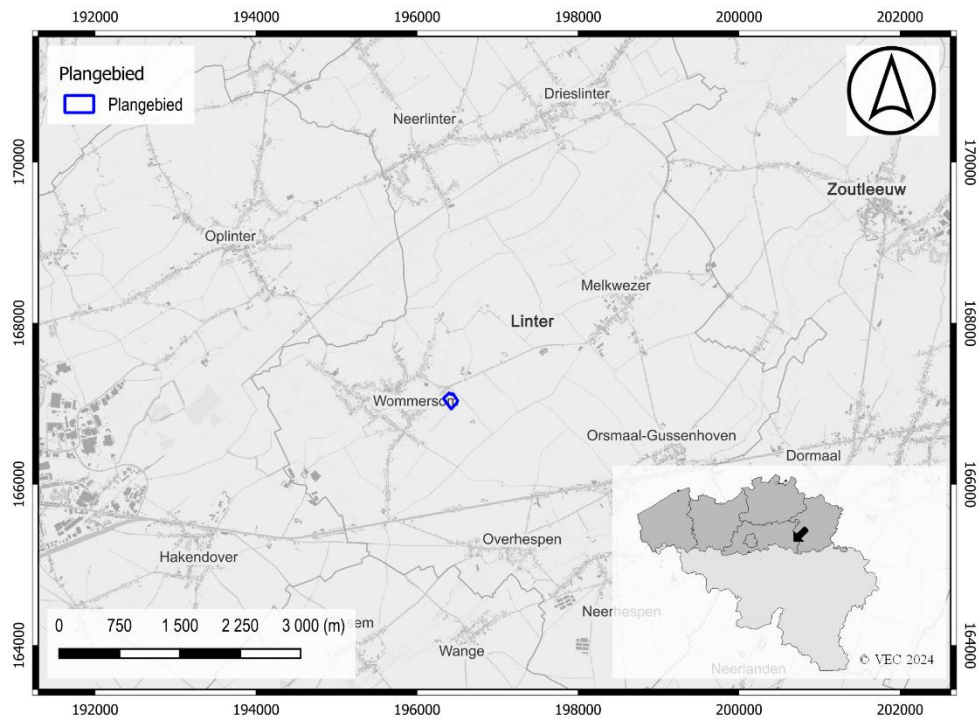 192000 194000 196000 198000 200000 202000
Plangebied
Plangebied
Drieslinter
Neerlinter
170000
170000
Zoutleeuw
Oplinter
Melkwezer
168000
Linter
168000
Wommersom
Orsmaal-Gussenhoven
Dormaal
166000
166000
Overhespen
Hakendover
Neerhespen
0 750 1 500 2 250 3 000 (m)
sem
Wange
164000
Neerlanden
164000
© VEC 2024
192000 194000 196000 198000 200000 202000